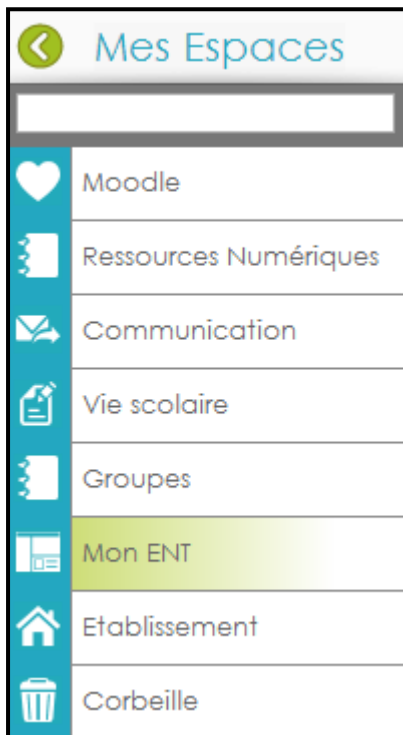 Mes Espaces
Moodle
Ressources Numériques
Communication
Vie scolaire
Groupes
Mon ENT
Etablissement
Corbeille